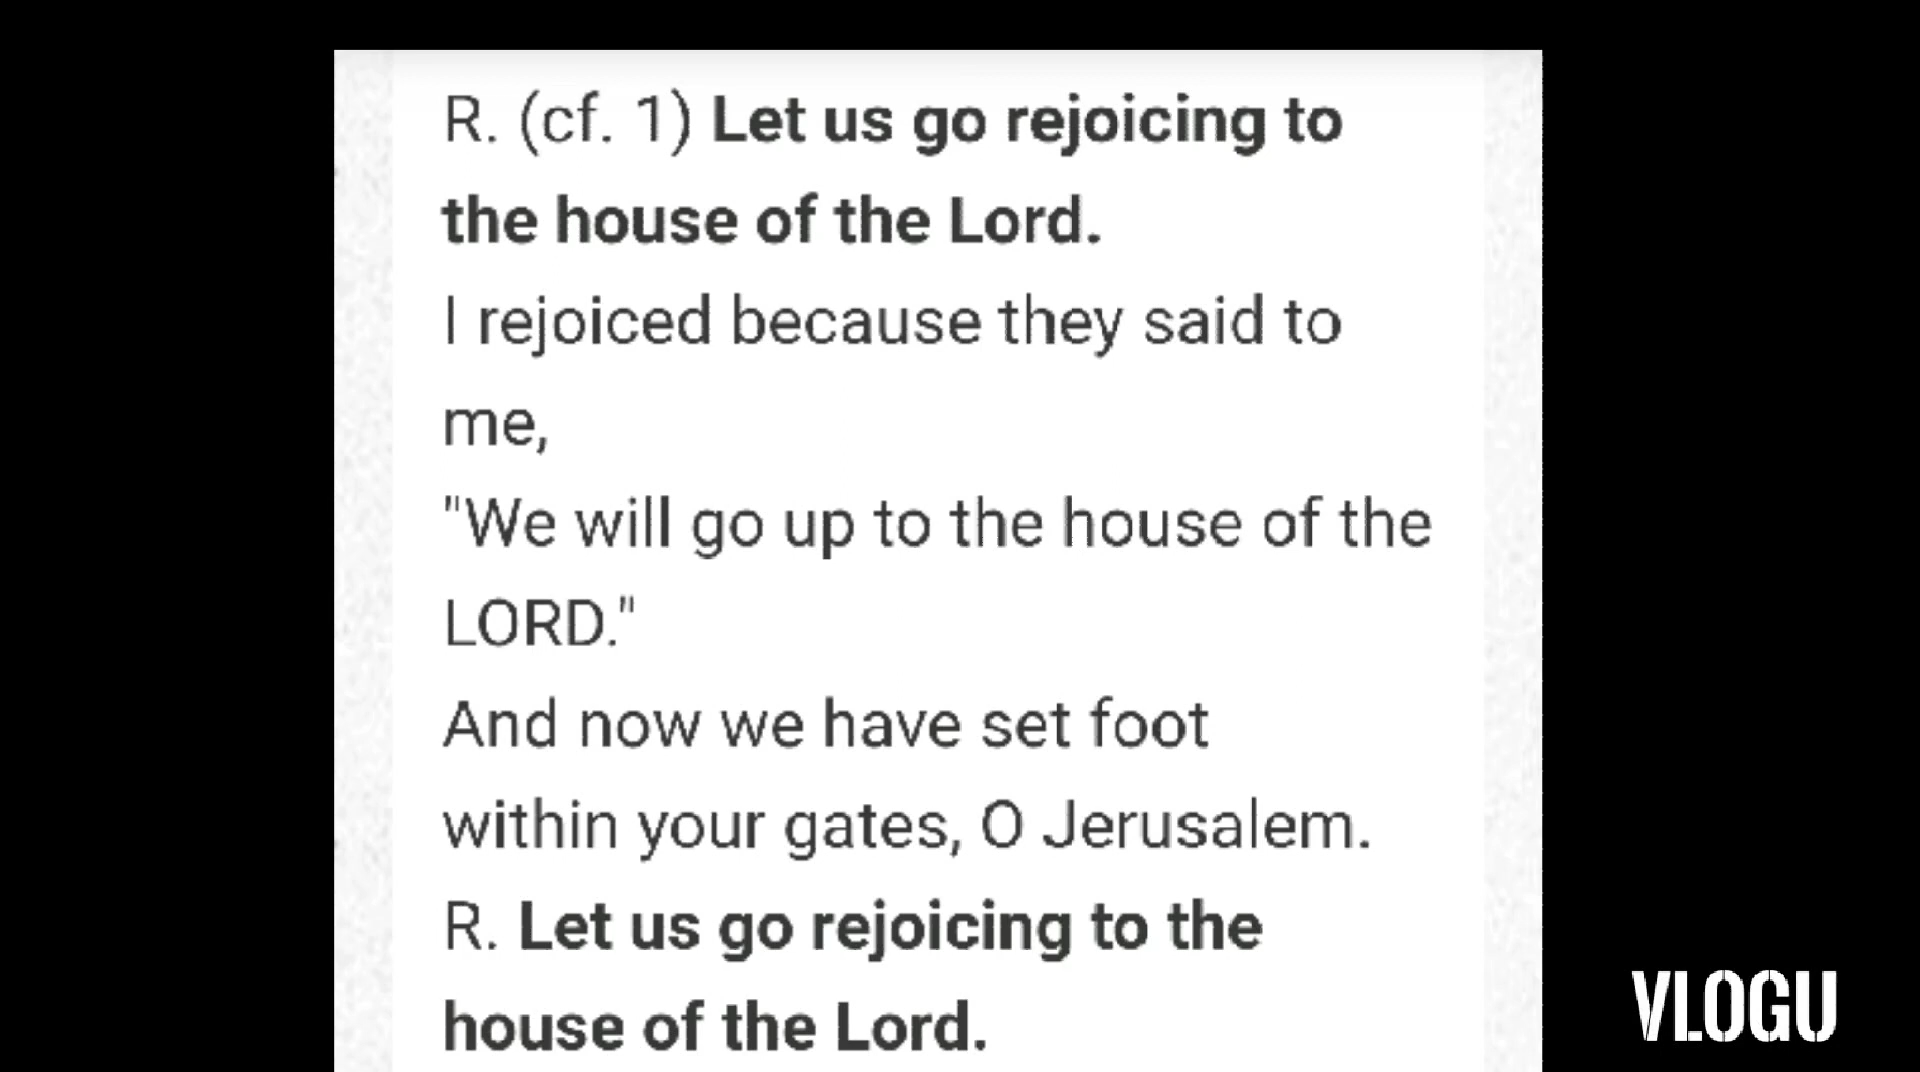 R. (cf. 1) Let us go rejoicing to
the house of the Lord.
I rejoiced because they said to
me,
"We will go up to the house of the
LORD."
And now we have set foot
within your gates, O Jerusalem.
R. Let us go rejoicing to the
house of the Lord.
VLOGU